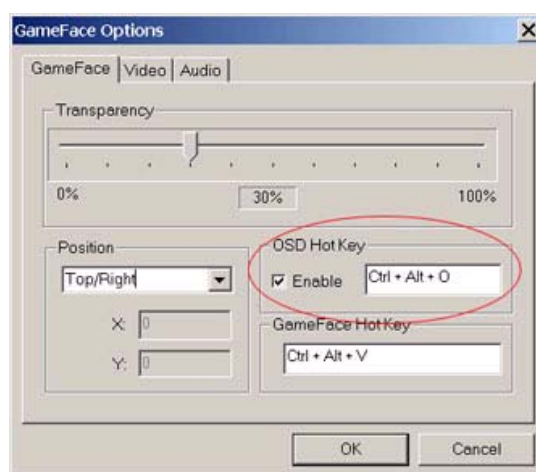 GameFace Options
GameFace Video Audio
Transparency
0% 30% 100%
Position
Top/Right
X: 0
Y: 0
OSD Hot Key
Enable Ctrl + Alt + O
GameFace Hot Key
Ctrl + Alt + V
OK Cancel